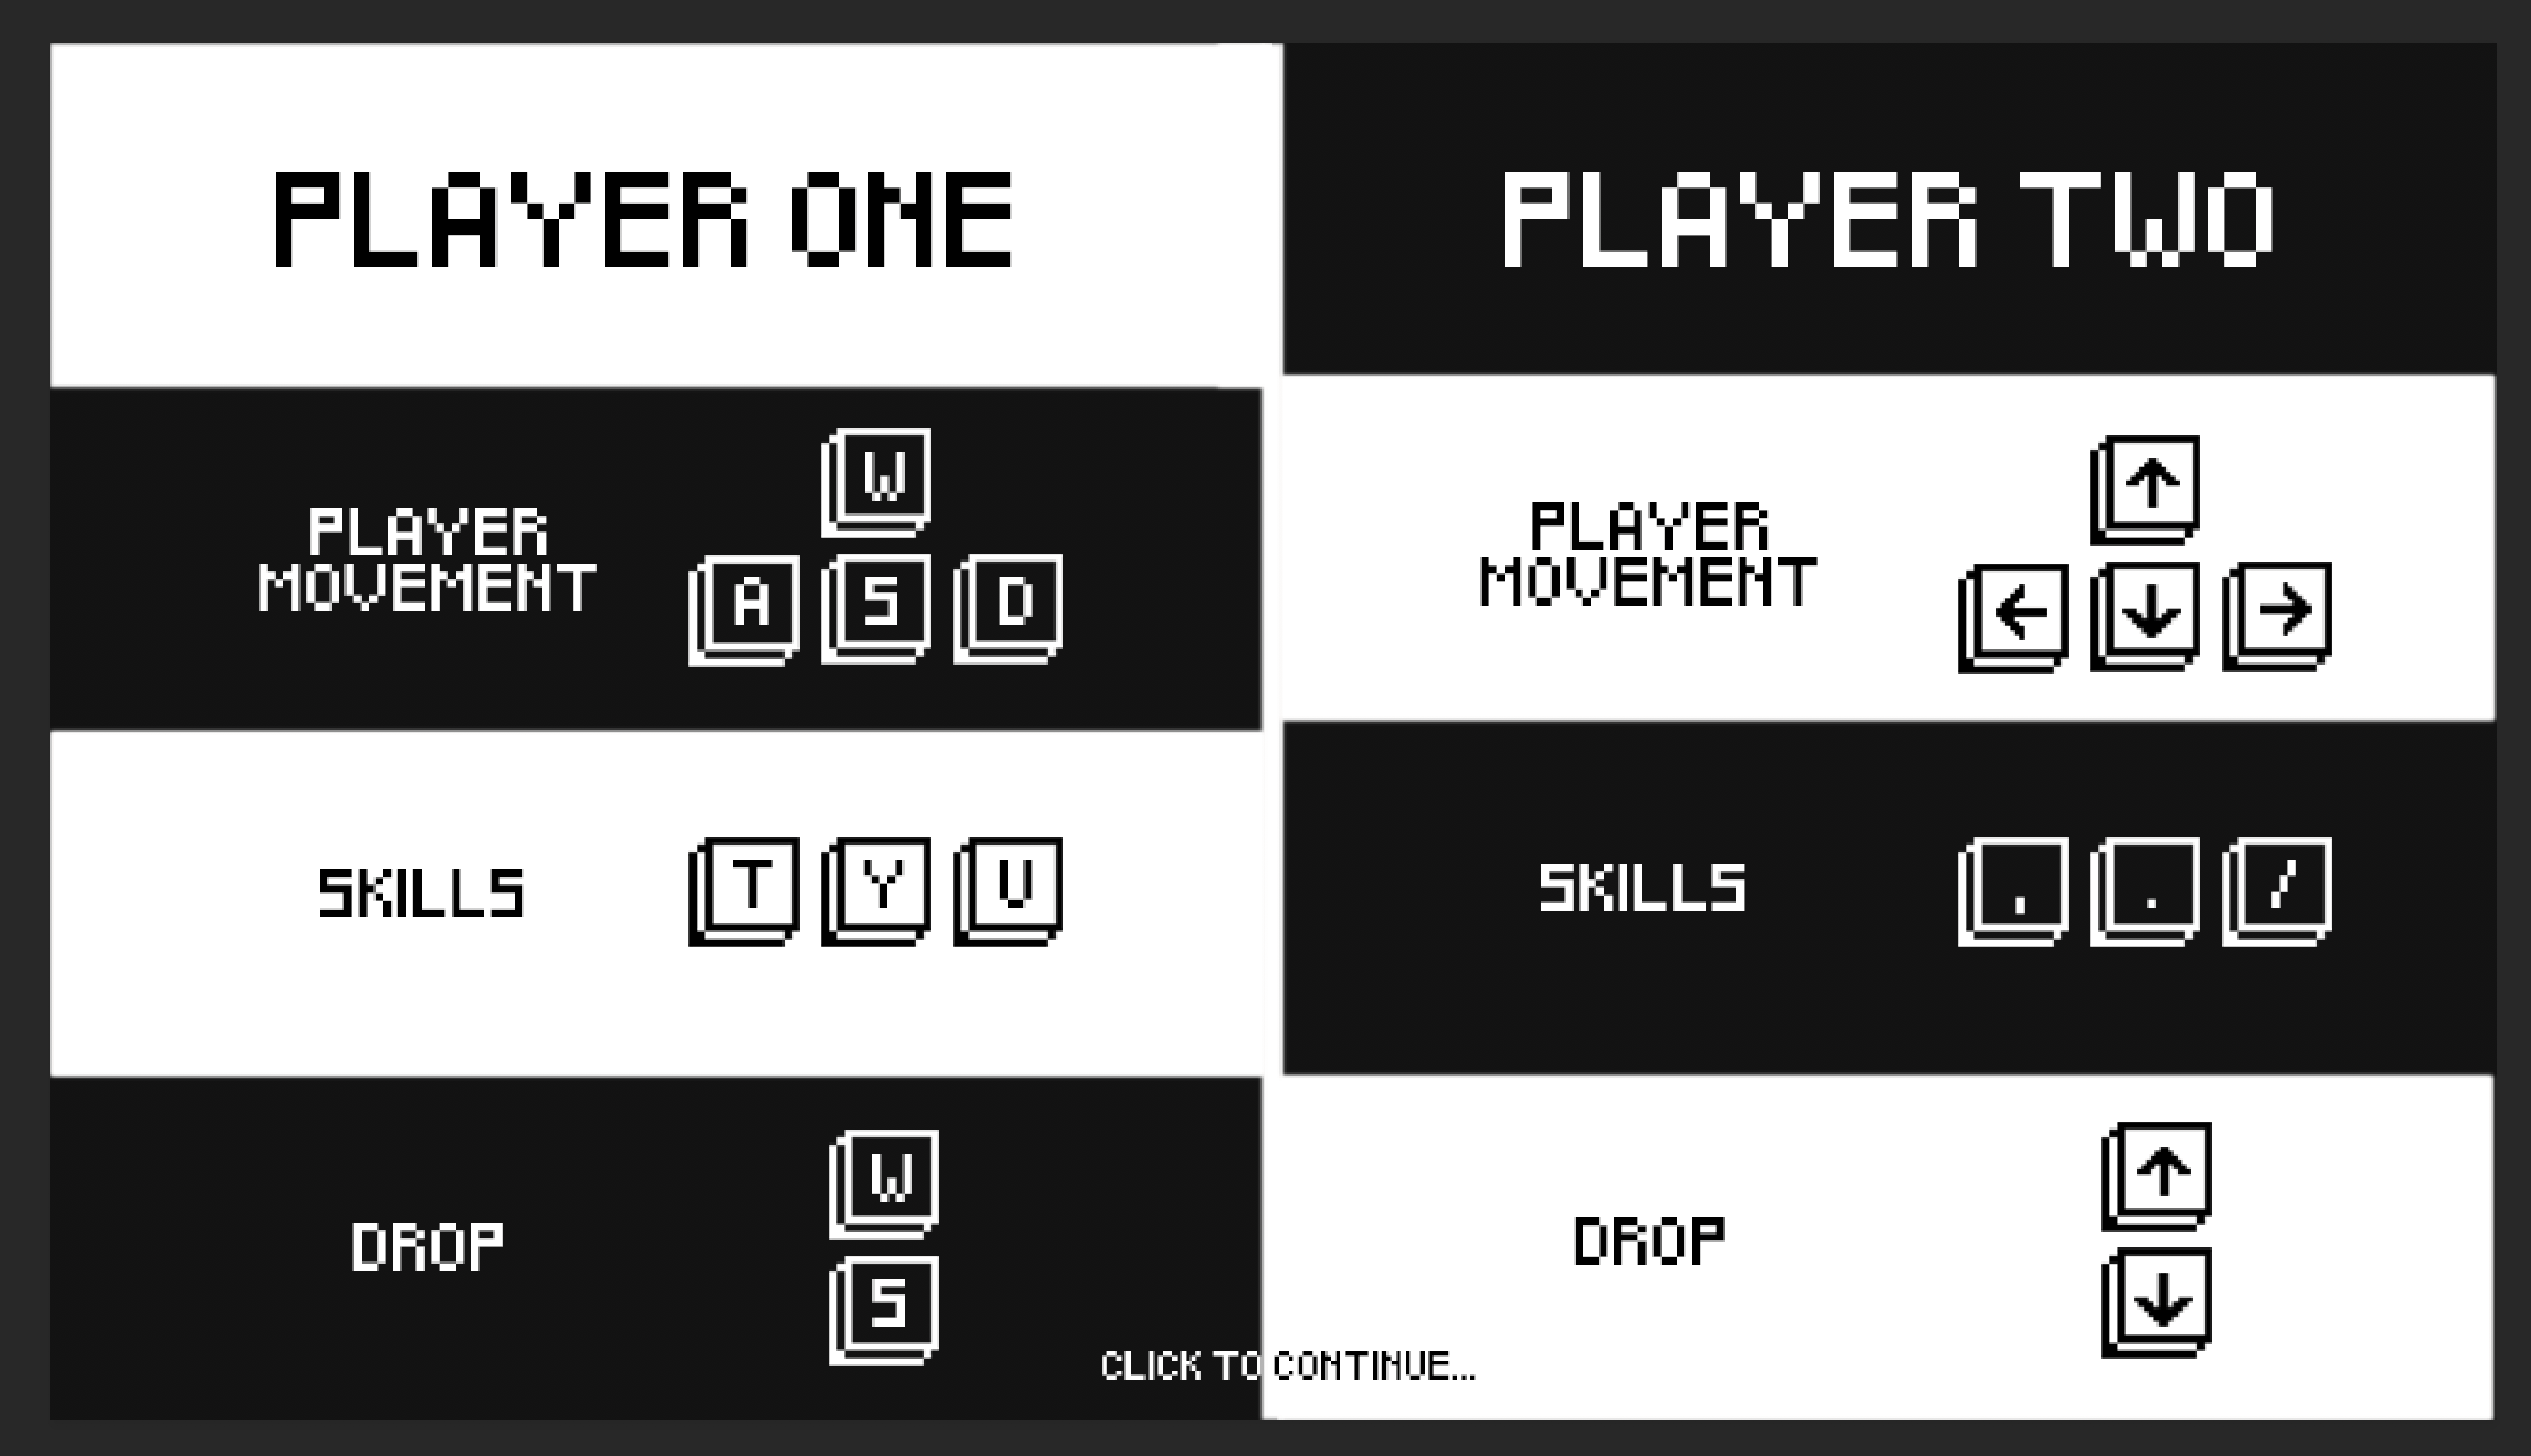 PLAYER ONE
PLAYER
MOVEMENT
W
A S D
SKILLS
T Y U
DROP
W
S
PLAYER TWO
PLAYER
MOVEMENT
↑
← ↓ →
SKILLS
, . /
DROP
↑
↓
CLICK TO CONTINUE...